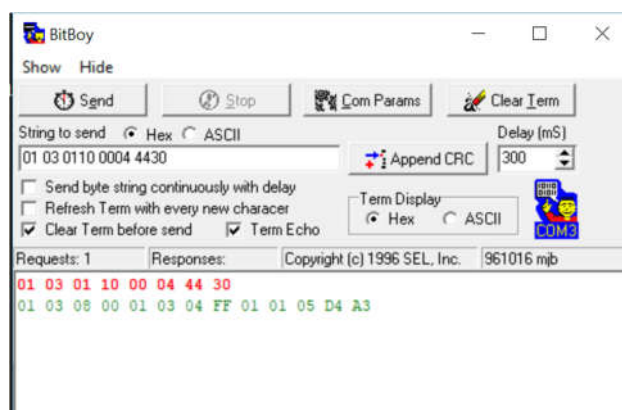 BitBoy
Show Hide
Send Stop Com Params Clear Term
String to send Hex ASCII Delay (mS)
01 03 0110 0004 4430 Append CRC 300
Send byte string continuously with delay
Refresh Term with every new characer
Clear Term before send Term Echo
Term Display
Hex ASCII
COM3
Requests: 1 Responses: Copyright (c) 1996 SEL, Inc. 961016 mjb
01 03 01 10 00 04 44 30
01 03 08 00 01 03 04 FF 01 01 05 D4 A3